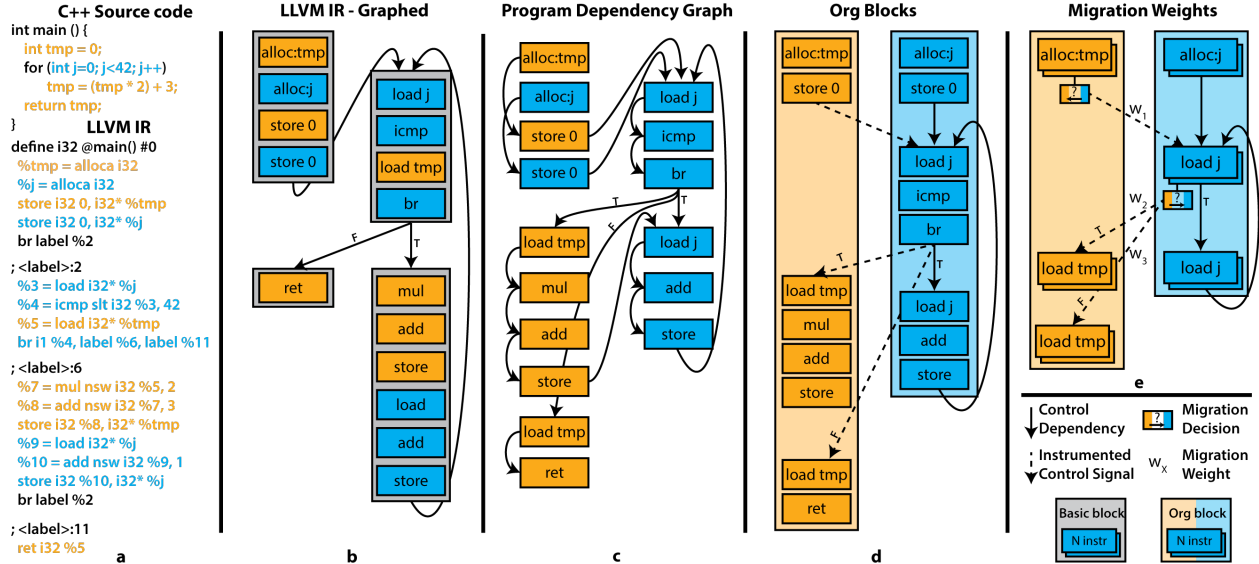 C++ Source code
int main () {
int tmp = 0;
for (int j=0; j<42; j++)
tmp = (tmp * 2) + 3;
return tmp;
}
LLVM IR
define i32 @main() #0
%tmp = alloca i32
%j = alloca i32
store i32 0, i32* %tmp
store i32 0, i32* %j
br label %2
; <label>:2
%3 = load i32* %j
%4 = icmp slt i32 %3, 42
%5 = load i32* %tmp
br i1 %4, label %6, label %11
; <label>:6
%7 = mul nsw i32 %5, 2
%8 = add nsw i32 %7, 3
store i32 %8, i32* %tmp
%9 = load i32* %j
%10 = add nsw i32 %9, 1
store i32 %10, i32* %j
br label %2
; <label>:11
ret i32 %5
a
LLVM IR - Graphed
alloc:tmp
alloc:j
store 0
store 0
load j
icmp
load tmp
br
F
T
ret
mul
add
store
load
add
store
b
Program Dependency Graph
alloc:tmp
alloc:j
store 0
store 0
load j
icmp
br
T
F
T
load tmp
mul
add
store
load tmp
ret
load j
add
store
c
Org Blocks
alloc:tmp
store 0
alloc:j
store 0
load j
icmp
br
T
T
F
load tmp
mul
add
store
load j
add
store
load tmp
ret
d
Migration Weights
alloc:tmp
alloc:j
?
W1
load j
?
W2
T
T
W3
F
load tmp
load j
load tmp
e
Control
Dependency
?
Migration
Decision
Instrumented
Control Signal
Wx
Migration
Weight
Basic block
N instr
Org block
N instr